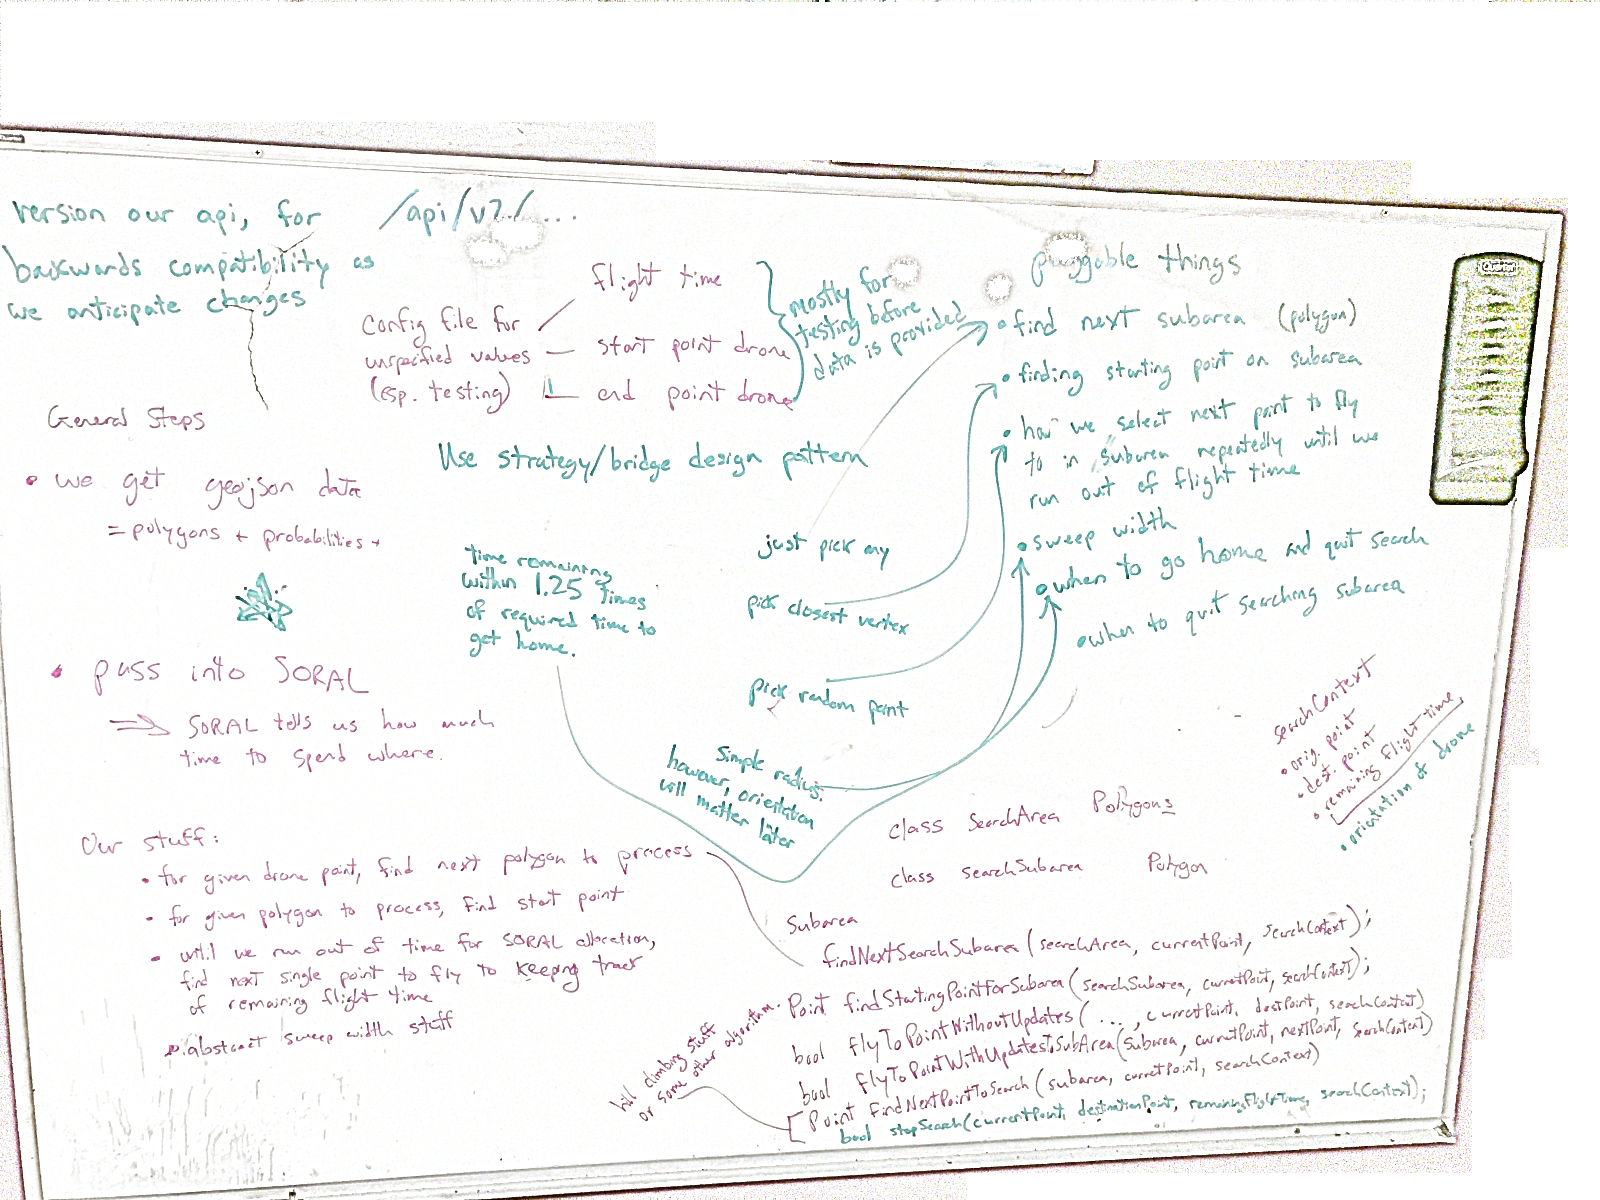 version our api, for /api/v2/...
backwards compatibility as
we anticipate changes
Config file for
unspecified values
(esp. testing)
flight time
start point drone
end point drone
mostly for
testing before
data is provided
Use strategy/bridge design pattern
General Steps
• we get geojson data
= polygons + probabilities +
• pass into SORAL
⇒ SORAL tells us how much
time to spend where.
Our stuff:
• for given drone point, find next polygon to process
• for given polygon to process, find start point
• until we run out of time for SORAL allocation,
find next single point to fly to keeping track
of remaining flight time
• abstract sweep width stuff
time remaining
within 1.25 times
of required time to
get home.
just pick any
pick closest vertex
pick random point
Simple radius.
however, orientation
will matter later
pluggable things
• find next subarea (polygon)
• finding starting point on subarea
• how we select next point to fly
to in subarea repeatedly until we
run out of flight time
• sweep width
• when to go home and quit search
• when to quit searching subarea
searchContext
• orig. point
• dest. point
• remaining flight time
• orientation of drone
class SearchArea Polygons
class searchSubarea Polygon
Subarea
findNextSearchSubarea (searchArea, currentPoint, searchContext);
Point findStartingPointforSubarea (searchSubarea, currentPoint, searchContext);
bool flyToPointWithoutUpdates (..., currentPoint, destPoint, searchContext)
bool flyToPointWithUpdatesToSubArea (Subarea, currentPoint, nextPoint, searchContext)
Point findNextPointToSearch (subarea, currentPoint, searchContext)
bool stopSearch (currentPoint, destinationPoint, remainingFlightTime, searchContext);
hill climbing stuff
or some other algorithm.